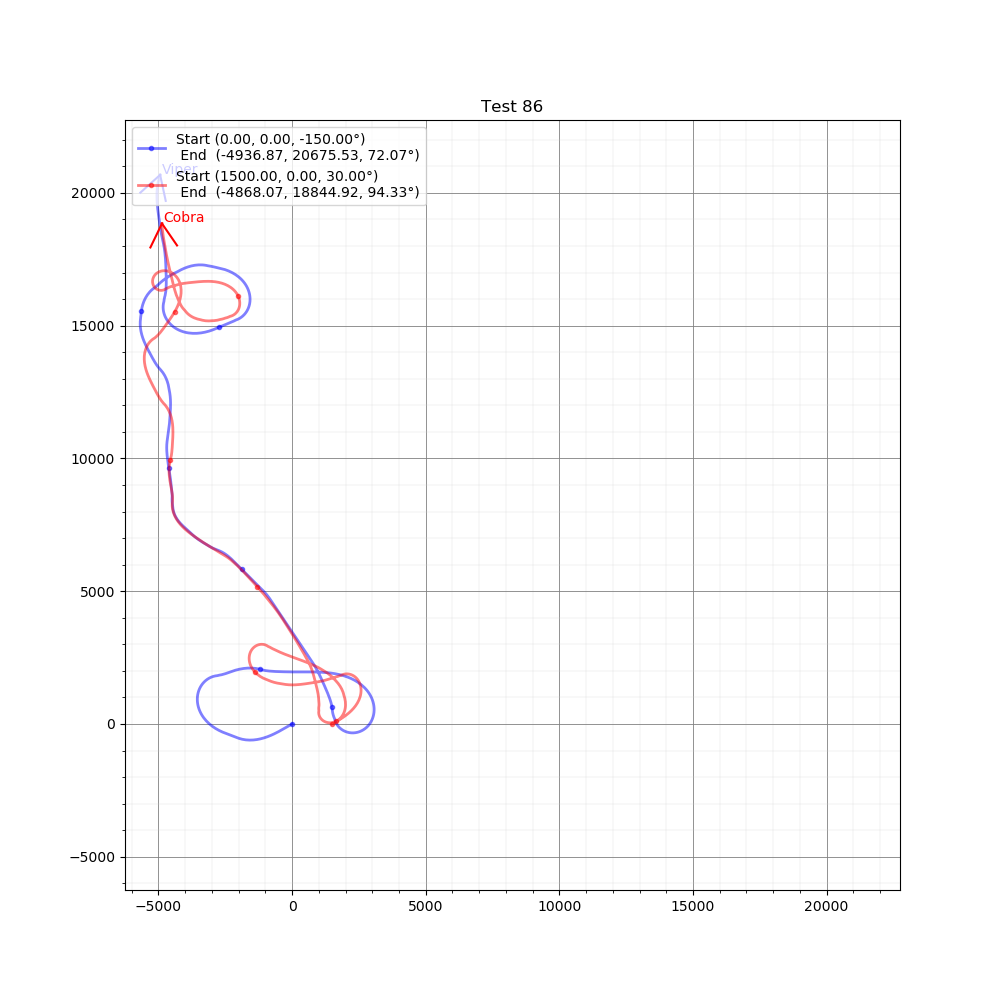 Test 86
Start (0.00, 0.00, -150.00°)
End (-4936.87, 20675.53, 72.07°)
Viper
Start (1500.00, 0.00, 30.00°)
End (-4868.07, 18844.92, 94.33°)
Cobra
20000
15000
10000
5000
0
−5000
−5000 0 5000 10000 15000 20000